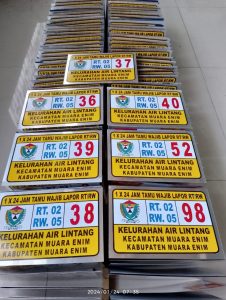 1 X 24 JAM TAMU WAJIB LAPOR RT/RW
RT. 02
RW. 05
37
KELURAHAN AIR LINTANG
KECAMATAN MUARA ENIM
KABUPATEN MUARA ENIM
1 X 24 JAM TAMU WAJIB LAPOR RT/RW
RT. 02
RW. 05
36
KELURAHAN AIR LINTANG
KECAMATAN MUARA ENIM
KABUPATEN MUARA ENIM
1 X 24 JAM TAMU WAJIB LAPOR RT/RW
RT. 02
RW. 05
40
KELURAHAN AIR LINTANG
KECAMATAN MUARA ENIM
KABUPATEN MUARA ENIM
1 X 24 JAM TAMU WAJIB LAPOR RT/RW
RT. 02
RW. 05
39
KELURAHAN AIR LINTANG
KECAMATAN MUARA ENIM
KABUPATEN MUARA ENIM
1 X 24 JAM TAMU WAJIB LAPOR RT/RW
RT. 02
RW. 05
52
KELURAHAN AIR LINTANG
KECAMATAN MUARA ENIM
KABUPATEN MUARA ENIM
1 X 24 JAM TAMU WAJIB LAPOR RT/RW
RT. 02
RW. 05
38
KELURAHAN AIR LINTANG
KECAMATAN MUARA ENIM
KABUPATEN MUARA ENIM
1 X 24 JAM TAMU WAJIB LAPOR RT/RW
RT. 02
RW. 05
98
KELURAHAN AIR LINTANG
KECAMATAN MUARA ENIM
KABUPATEN MUARA ENIM